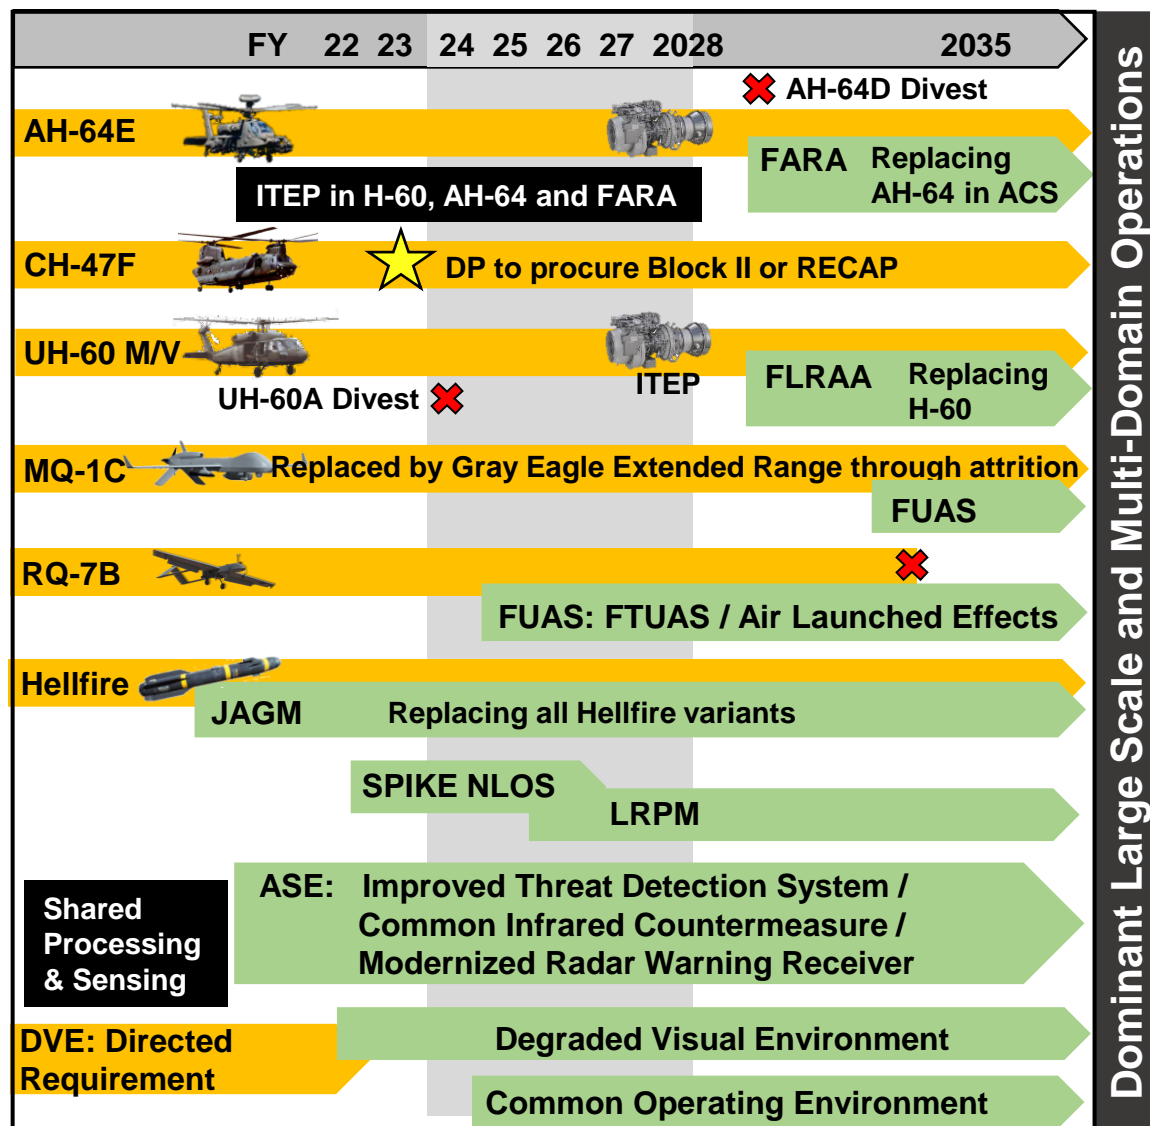 FY 22 23 24 25 26 27 2028 2035
AH-64D Divest
AH-64E
FARA Replacing
AH-64 in ACS
ITEP in H-60, AH-64 and FARA
CH-47F
DP to procure Block II or RECAP
UH-60 M/V
ITEP
FLRAA Replacing
H-60
UH-60A Divest
MQ-1C
Replaced by Gray Eagle Extended Range through attrition
FUAS
RQ-7B
FUAS: FTUAS / Air Launched Effects
Hellfire
JAGM Replacing all Hellfire variants
SPIKE NLOS
LRPM
ASE: Improved Threat Detection System /
Common Infrared Countermeasure /
Modernized Radar Warning Receiver
Shared
Processing
& Sensing
DVE: Directed
Requirement
Degraded Visual Environment
Common Operating Environment
Dominant Large Scale and Multi-Domain Operations